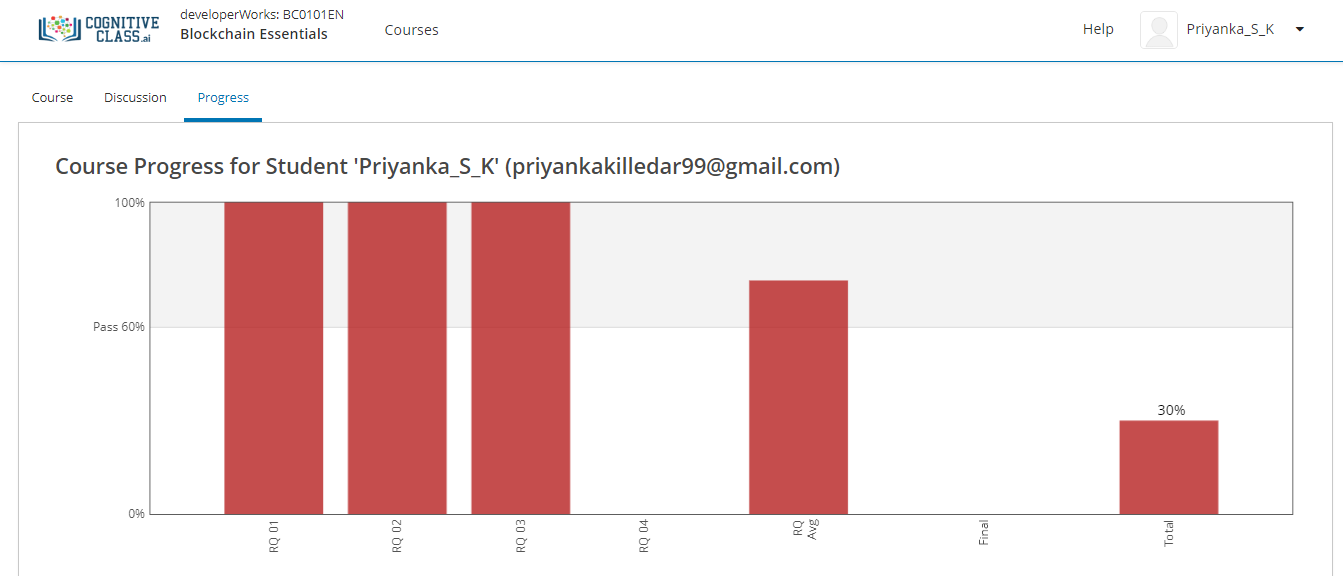 COGNITIVE
CLASS.ai
developerWorks: BC0101EN
Blockchain Essentials
Courses
Help
Priyanka_S_K
Course
Discussion
Progress
Course Progress for Student 'Priyanka_S_K' (priyankakilledar99@gmail.com)
100%
Pass 60%
30%
0%
RQ 01
RQ 02
RQ 03
RQ 04
RQ
Avg
Final
Total